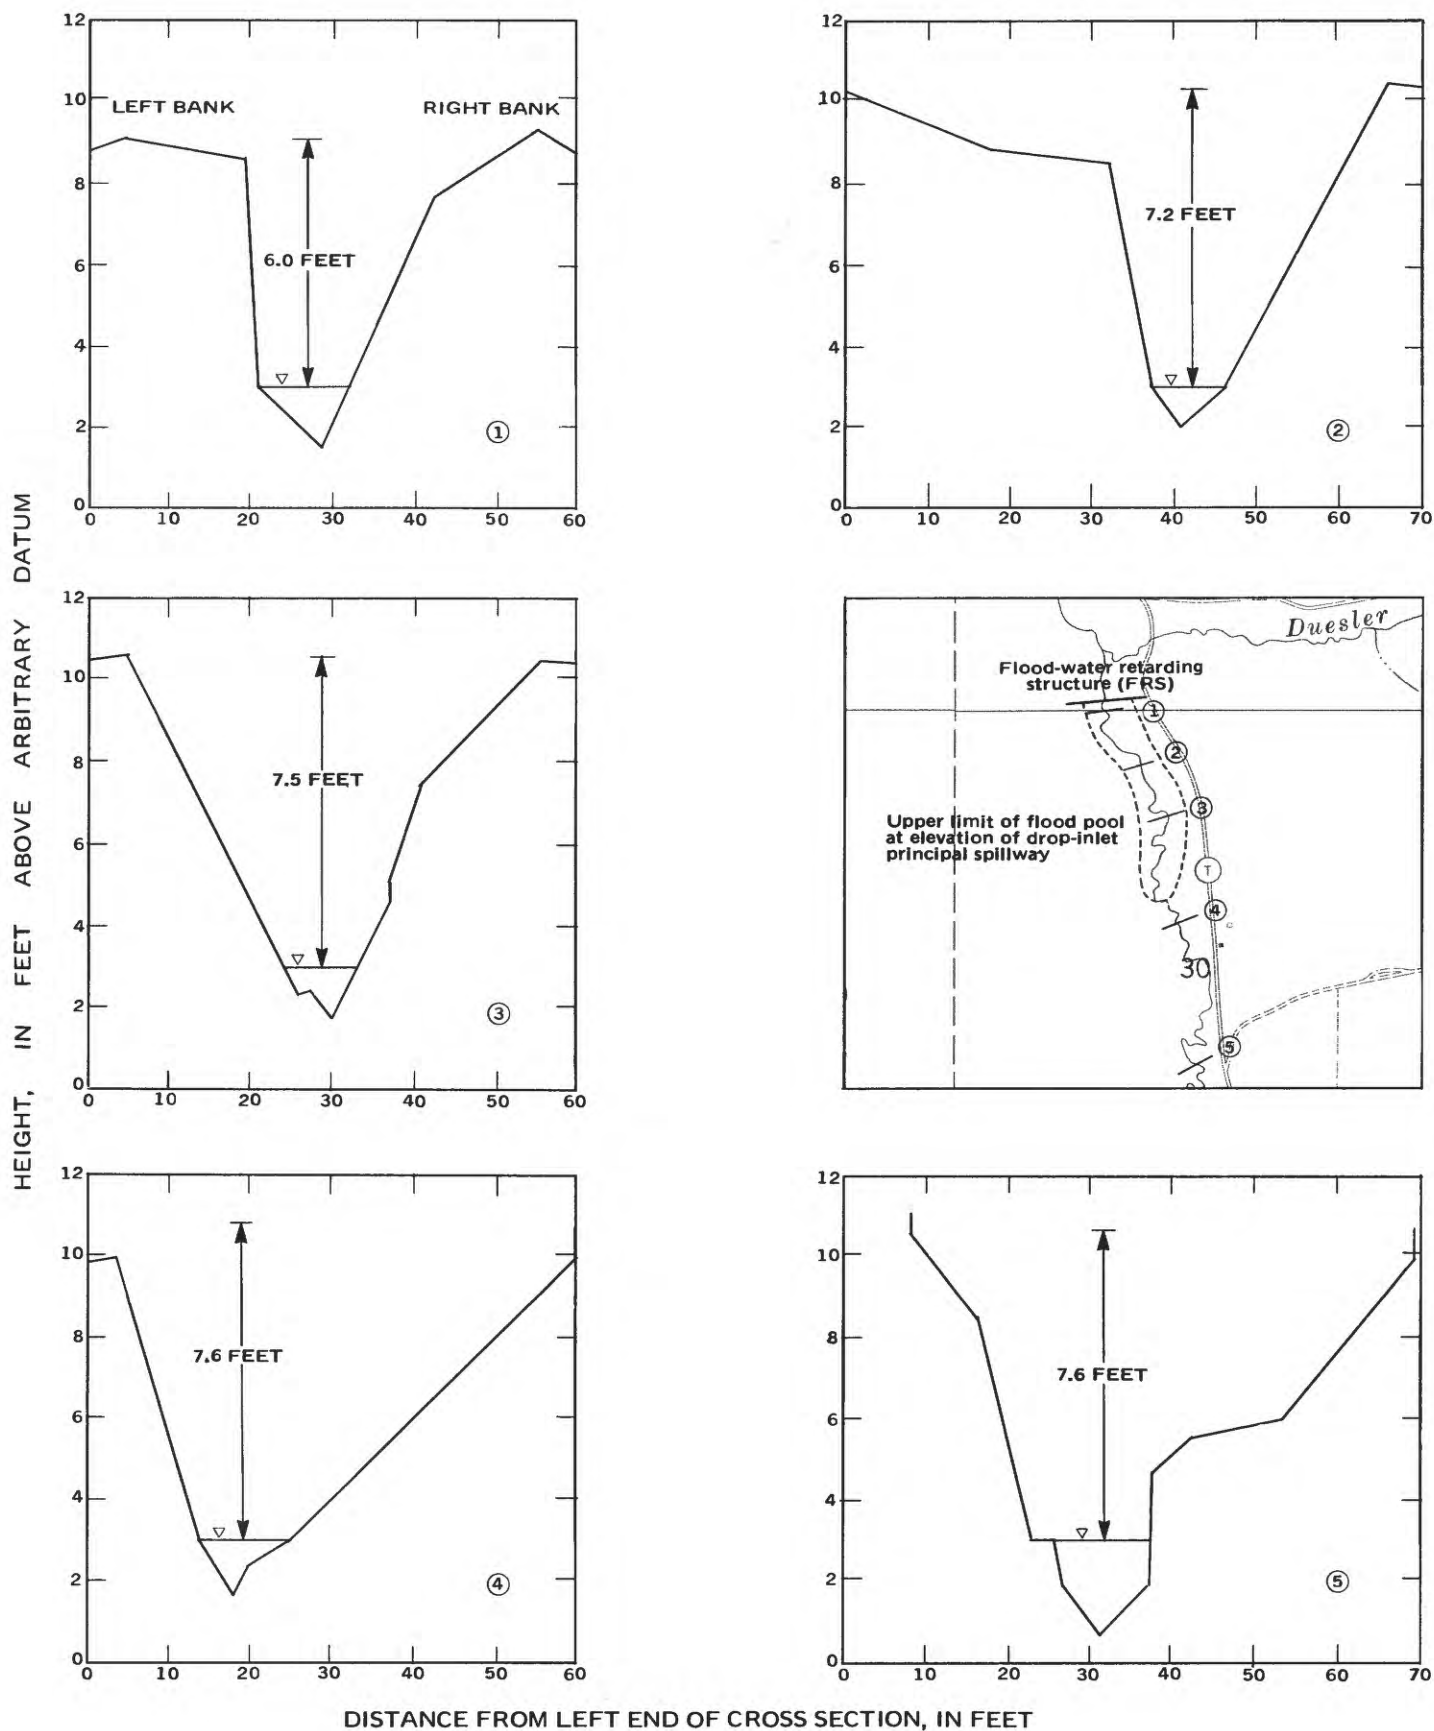 HEIGHT, IN FEET ABOVE ARBITRARY DATUM
12
10
8
6
4
2
0
LEFT BANK
RIGHT BANK
6.0 FEET
①
0 10 20 30 40 50 60
12
10
8
6
4
2
0
7.2 FEET
②
0 10 20 30 40 50 60 70
12
10
8
6
4
2
0
7.5 FEET
③
0 10 20 30 40 50 60
Duesler
Flood-water retarding
structure (FRS)
①
②
③
Upper limit of flood pool
at elevation of drop-inlet
principal spillway
T
④
30
⑤
12
10
8
6
4
2
0
7.6 FEET
④
0 10 20 30 40 50 60
12
10
8
6
4
2
0
7.6 FEET
⑤
0 10 20 30 40 50 60 70
DISTANCE FROM LEFT END OF CROSS SECTION, IN FEET